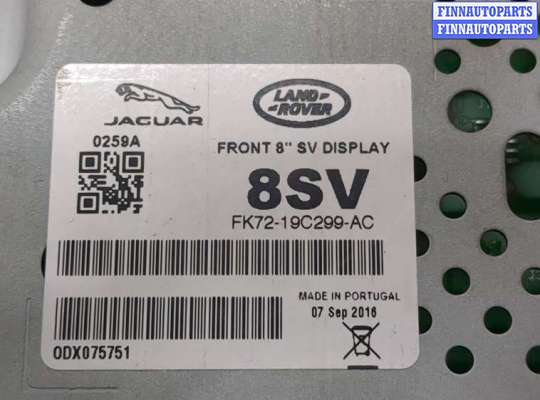 FINNAUTOPARTS
FINNAUTOPARTS
JAGUAR
LAND-
ROVER
0259A
FRONT 8" SV DISPLAY
8SV
FK72-19C299-AC
MADE IN PORTUGAL
07 Sep 2016
0DX075751